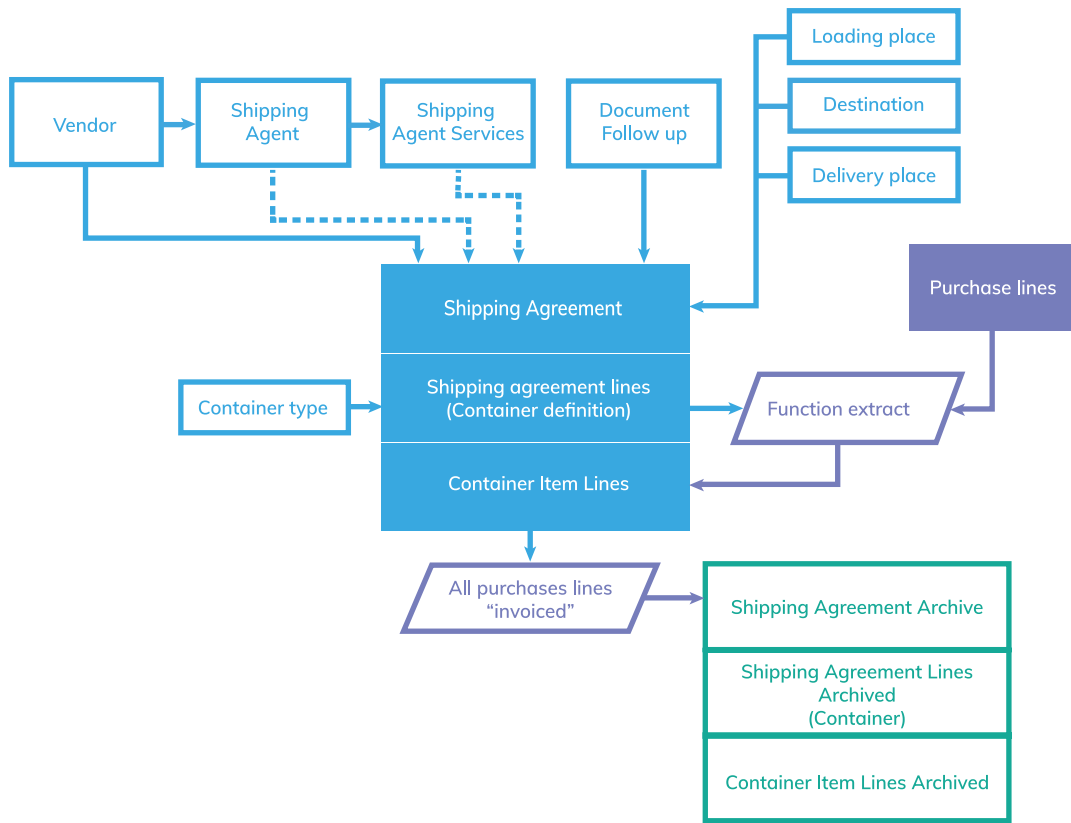 Loading place
Vendor
Shipping
Agent
Shipping
Agent Services
Document
Follow up
Destination
Delivery place
Purchase lines
Shipping Agreement
Container type
Shipping agreement lines
(Container definition)
Function extract
Container Item Lines
All purchases lines
“invoiced”
Shipping Agreement Archive
Shipping Agreement Lines
Archived
(Container)
Container Item Lines Archived